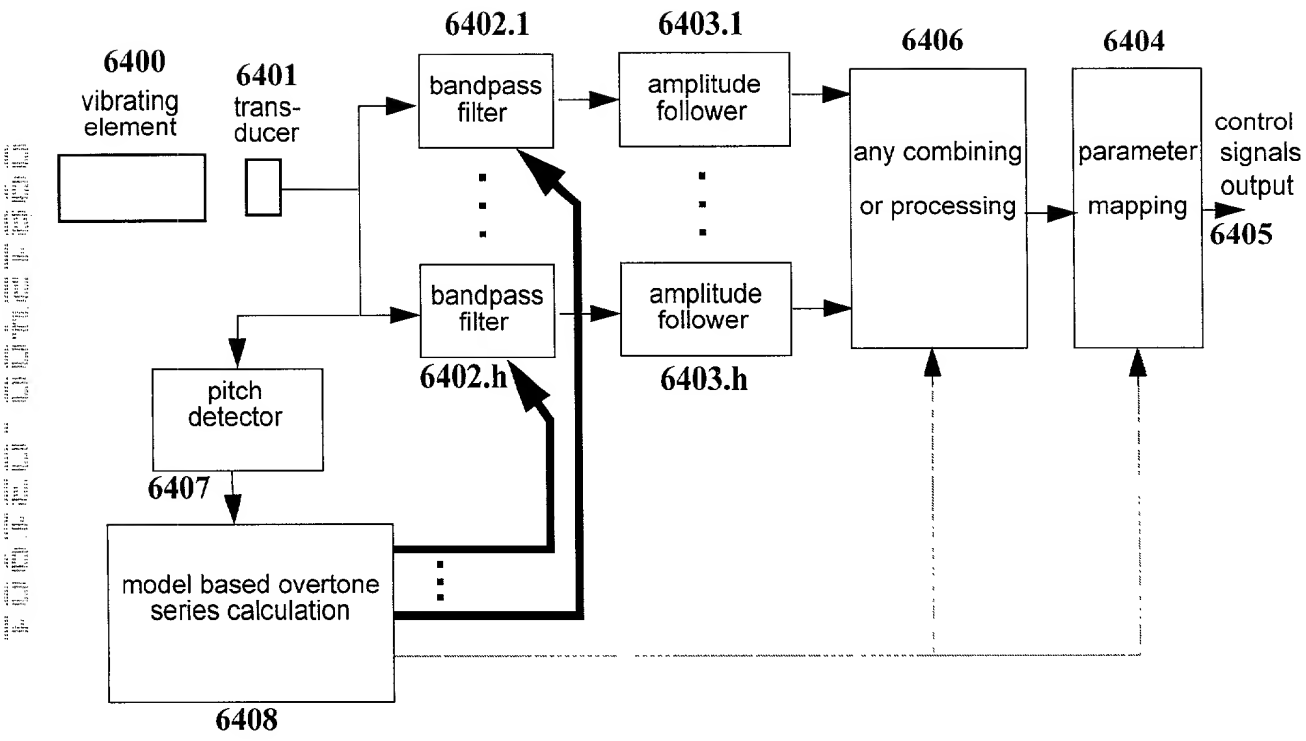 6400
vibrating
element
6401
trans-
ducer
6402.1
bandpass
filter
6403.1
amplitude
follower
6406
any combining
or processing
6404
parameter
mapping
control
signals
output
6405
bandpass
filter
6402.h
amplitude
follower
6403.h
pitch
detector
6407
model based overtone
series calculation
6408